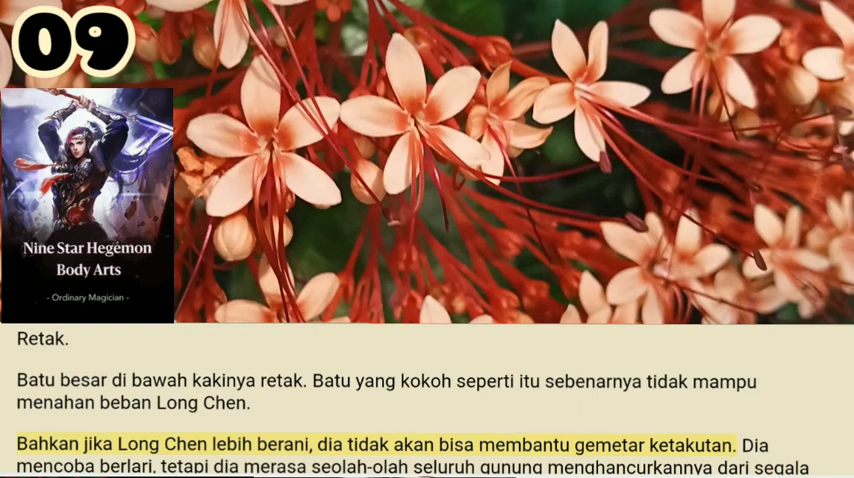 09
Nine Star Hegemon
Body Arts
- Ordinary Magician -
Retak.
Batu besar di bawah kakinya retak. Batu yang kokoh seperti itu sebenarnya tidak mampu
menahan beban Long Chen.
Bahkan jika Long Chen lebih berani, dia tidak akan bisa membantu gemetar ketakutan. Dia
mencoba berlari, tetapi dia merasa seolah-olah seluruh gunung menghancurkannya dari segala